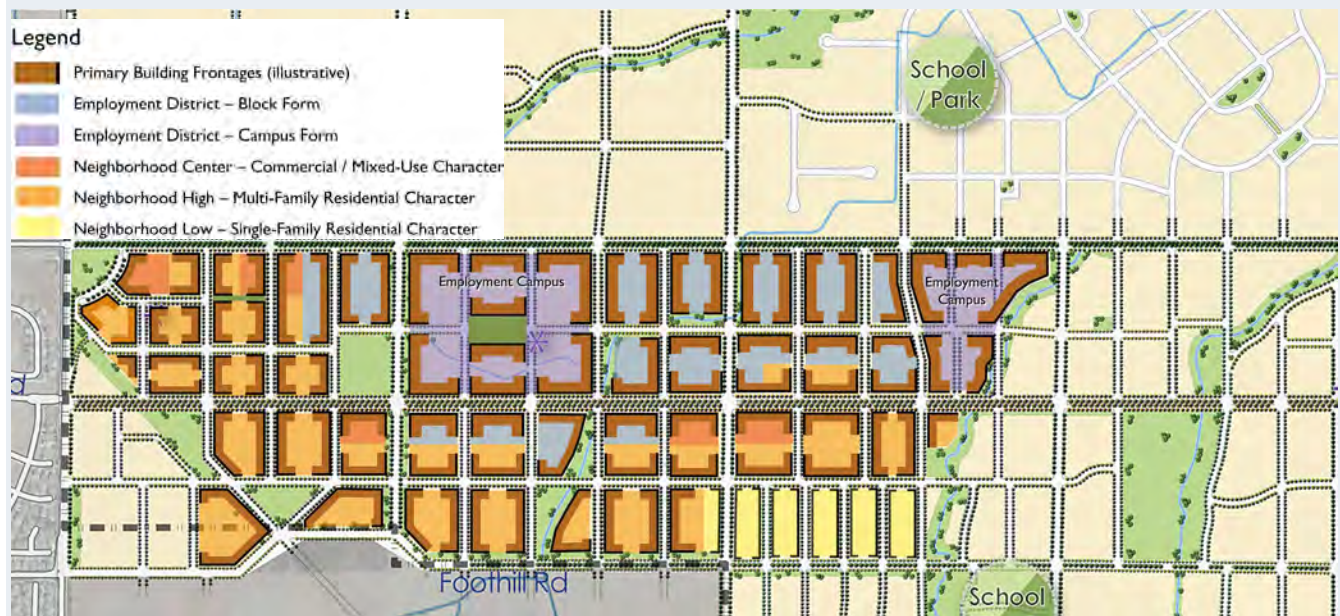 Legend
Primary Building Frontages (illustrative)
Employment District – Block Form
Employment District – Campus Form
Neighborhood Center – Commercial / Mixed-Use Character
Neighborhood High – Multi-Family Residential Character
Neighborhood Low – Single-Family Residential Character
School
/ Park
Employment Campus
Employment
Campus
d
Foothill Rd
School